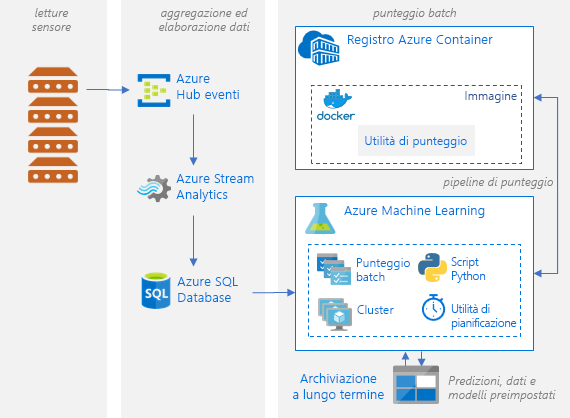 letture
sensore
aggregazione ed
elaborazione dati
punteggio batch
Azure
Hub eventi
Azure Stream
Analytics
SQL
Azure SQL
Database
Registro Azure Container
Immagine
docker
Utilità di punteggio
pipeline di punteggio
Azure Machine Learning
Punteggio
batch
Script
Python
Cluster
Utilità di
pianificazione
Archiviazione
a lungo termine
Predizioni, dati e
modelli preimpostati